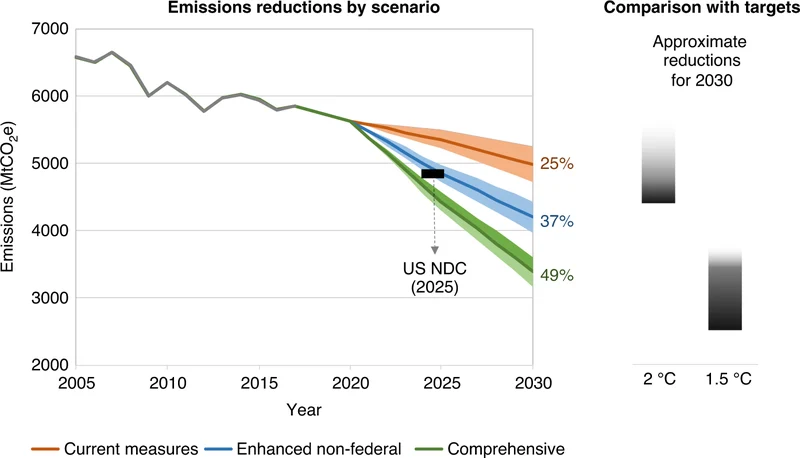 Emissions reductions by scenario
Comparison with targets
7000
6000
5000
4000
3000
2000
Emissions (MtCO₂e)
2005
2010
2015
2020
2025
2030
Year
25%
37%
49%
US NDC
(2025)
Approximate
reductions
for 2030
2 °C
1.5 °C
Current measures
Enhanced non-federal
Comprehensive